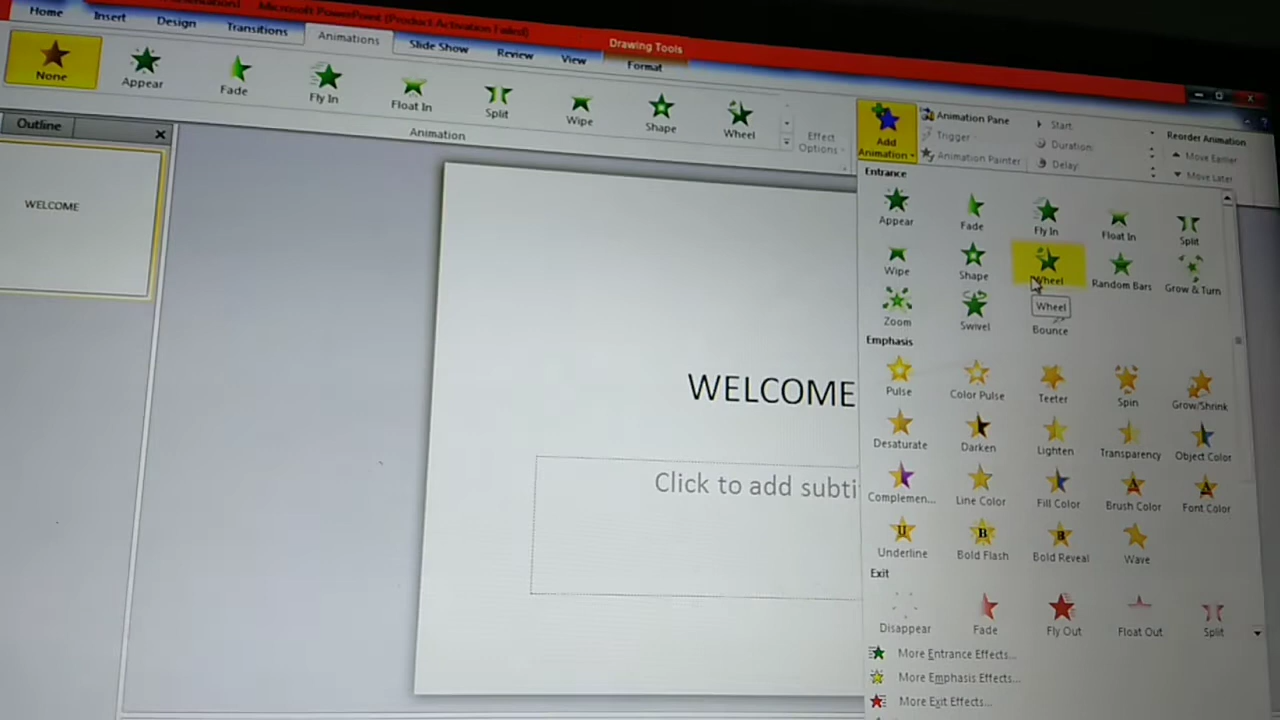 Microsoft PowerPoint (Product Activation Failed)
Home Insert Design Transitions Animations Slide Show Review View Format
Drawing Tools
None Appear Fade Fly In Float In Split Wipe Shape Wheel
Animation
Effect
Options
Add
Animation
Animation Pane
Trigger
Animation Painter
Start:
Duration:
Delay:
Reorder Animation
Move Earlier
Move Later
Outline
WELCOME
WELCOME
Click to add subti
Entrance
Appear Fade Fly In Float In Split
Wipe Shape Wheel Random Bars Grow & Turn
Wheel
Zoom Swivel Bounce
Emphasis
Pulse Color Pulse Teeter Spin Grow/Shrink
Desaturate Darken Lighten Transparency Object Color
Complemen... Line Color Fill Color Brush Color Font Color
Underline Bold Flash Bold Reveal Wave
Exit
Disappear Fade Fly Out Float Out Split
More Entrance Effects...
More Emphasis Effects...
More Exit Effects...